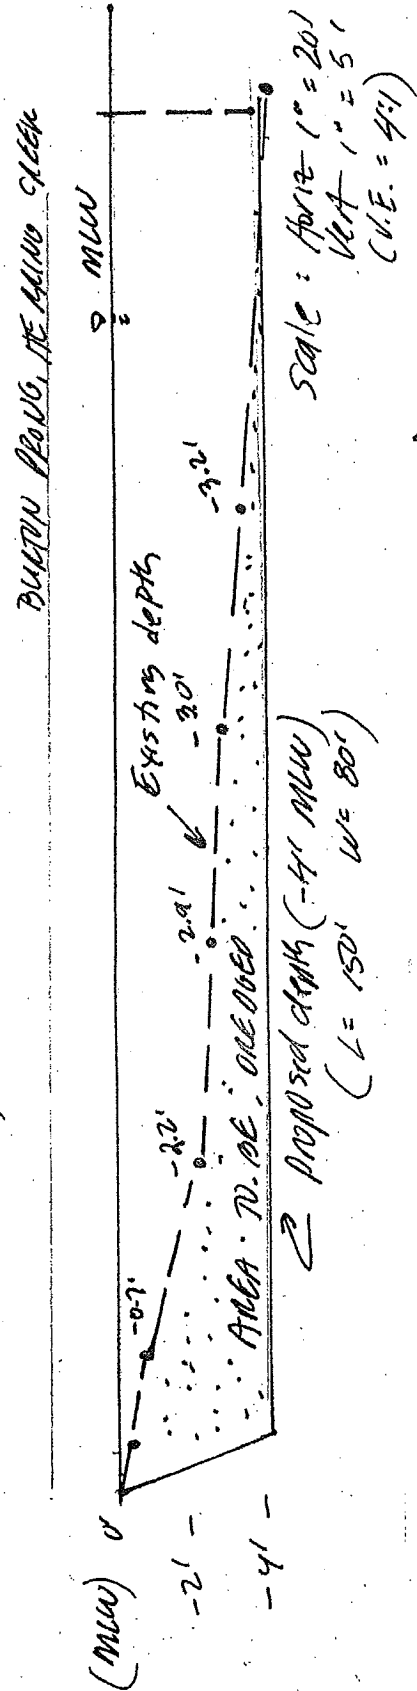 BURTON PRONG, HERRING CREEK
MLW
(MLW) 0'
-2' -
-4' -
-0.7'
-2.2'
-2.9'
Existing depth
-3.0'
-3.2'
AREA TO BE DREDGED
Proposed depth (-4' MLW)
(L = 150' W = 80')
Scale: Horiz 1" = 20'
Vert 1" = 5'
(V.E. = 4:1)